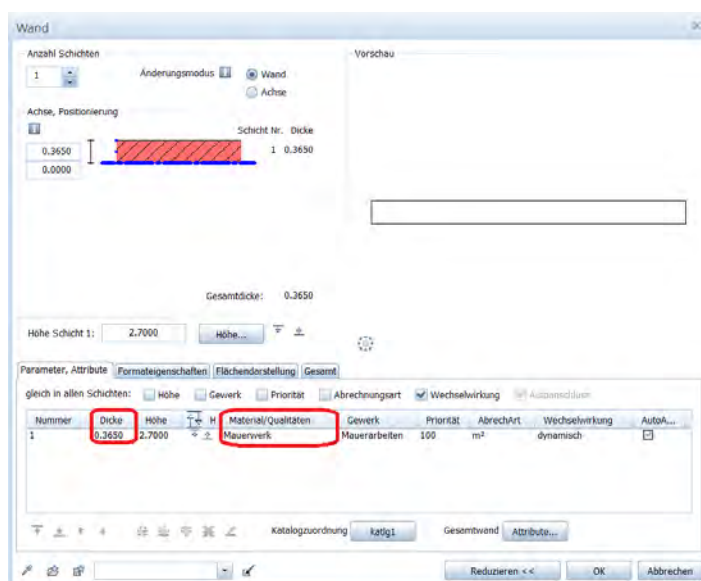 Wand
Anzahl Schichten
1
Änderungsmodus
Wand
Achse
Vorschau
Achse, Positionierung
Schicht Nr. Dicke
0.3650
1 0.3650
0.0000
Gesamtdicke: 0.3650
Höhe Schicht 1: 2.7000 Höhe...
Parameter, Attribute Formateigenschaften Flächendarstellung Gesamt
gleich in allen Schichten: Höhe Gewerk Priorität Abrechnungsart Wechselwirkung
Nummer Dicke Höhe H Material/Qualitäten Gewerk Priorität AbrechArt Wechselwirkung AutoA...
1 0.3650 2.7000 Mauerwerk Mauerarbeiten 100 m² dynamisch
Katalogzuordnung katlg1 Gesamtwand Attribute...
Reduzieren << OK Abbrechen